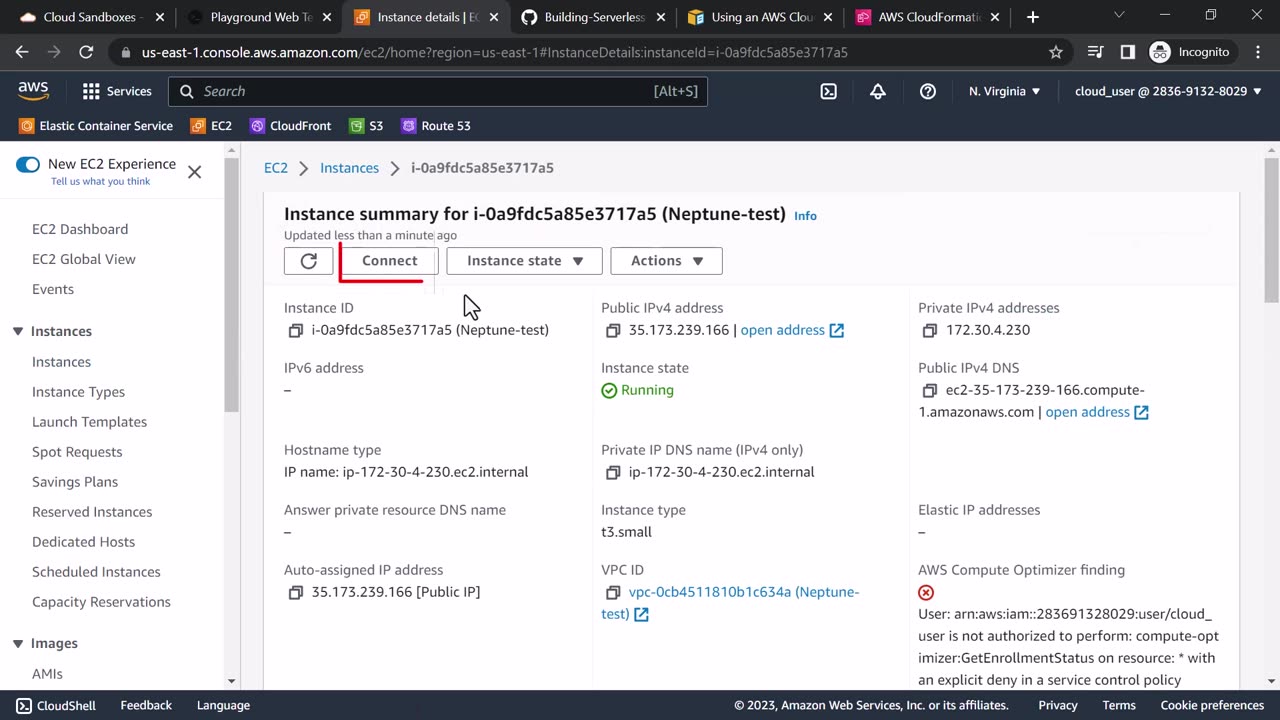 Cloud Sandboxes -
Playground Web Te
Instance details | EC
Building-Serverless
Using an AWS Clou
AWS CloudFormati
us-east-1.console.aws.amazon.com/ec2/home?region=us-east-1#InstanceDetails:instanceId=i-0a9fdc5a85e3717a5
Incognito
aws
Services
Search
[Alt+S]
N. Virginia
cloud_user @ 2836-9132-8029
Elastic Container Service
EC2
CloudFront
S3
Route 53
New EC2 Experience
Tell us what you think
EC2 Dashboard
EC2 Global View
Events
Instances
Instances
Instance Types
Launch Templates
Spot Requests
Savings Plans
Reserved Instances
Dedicated Hosts
Scheduled Instances
Capacity Reservations
Images
AMIs
EC2
Instances
i-0a9fdc5a85e3717a5
Instance summary for i-0a9fdc5a85e3717a5 (Neptune-test) Info
Updated less than a minute ago
Connect
Instance state
Actions
Instance ID
i-0a9fdc5a85e3717a5 (Neptune-test)
Public IPv4 address
35.173.239.166 | open address
Private IPv4 addresses
172.30.4.230
IPv6 address
–
Instance state
Running
Public IPv4 DNS
ec2-35-173-239-166.compute-
1.amazonaws.com | open address
Hostname type
IP name: ip-172-30-4-230.ec2.internal
Private IP DNS name (IPv4 only)
ip-172-30-4-230.ec2.internal
Answer private resource DNS name
–
Instance type
t3.small
Elastic IP addresses
–
Auto-assigned IP address
35.173.239.166 [Public IP]
VPC ID
vpc-0cb4511810b1c634a (Neptune-
test)
AWS Compute Optimizer finding
User: arn:aws:iam::283691328029:user/cloud_
user is not authorized to perform: compute-opt
imizer:GetEnrollmentStatus on resource: * with
an explicit deny in a service control policy
CloudShell
Feedback
Language
© 2023, Amazon Web Services, Inc. or its affiliates.
Privacy
Terms
Cookie preferences